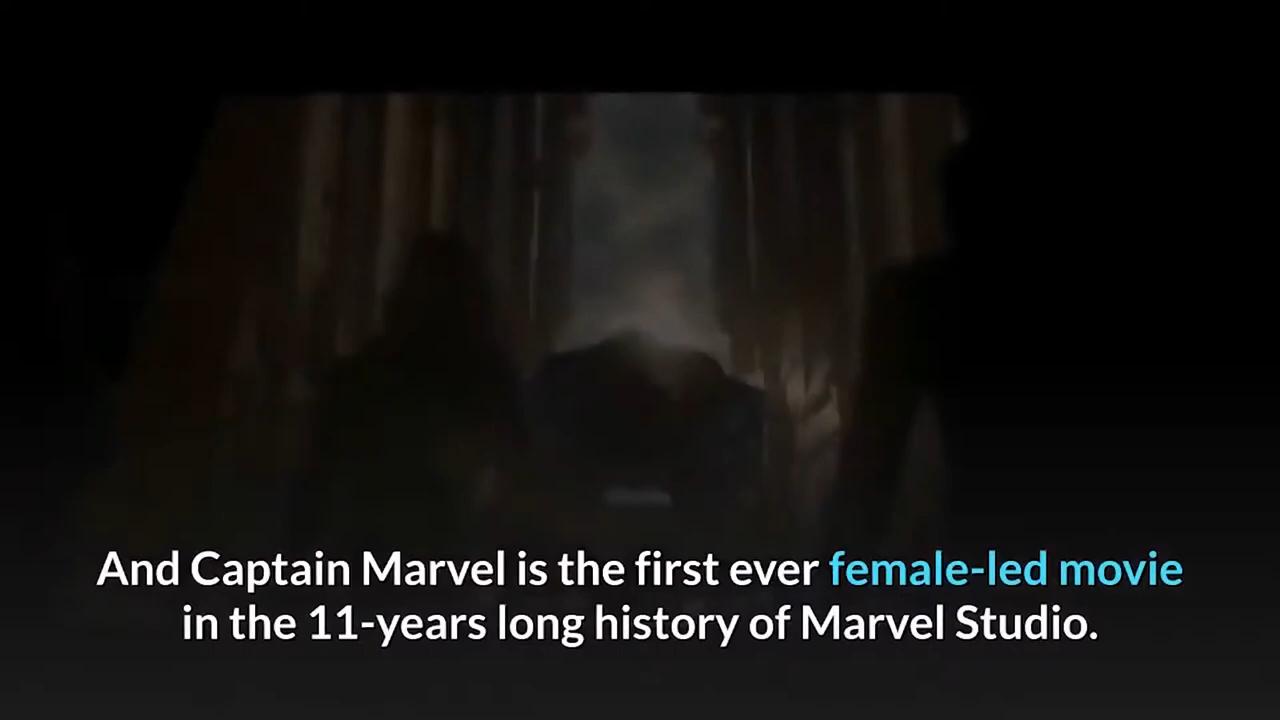 And Captain Marvel is the first ever female-led movie
in the 11-years long history of Marvel Studio.